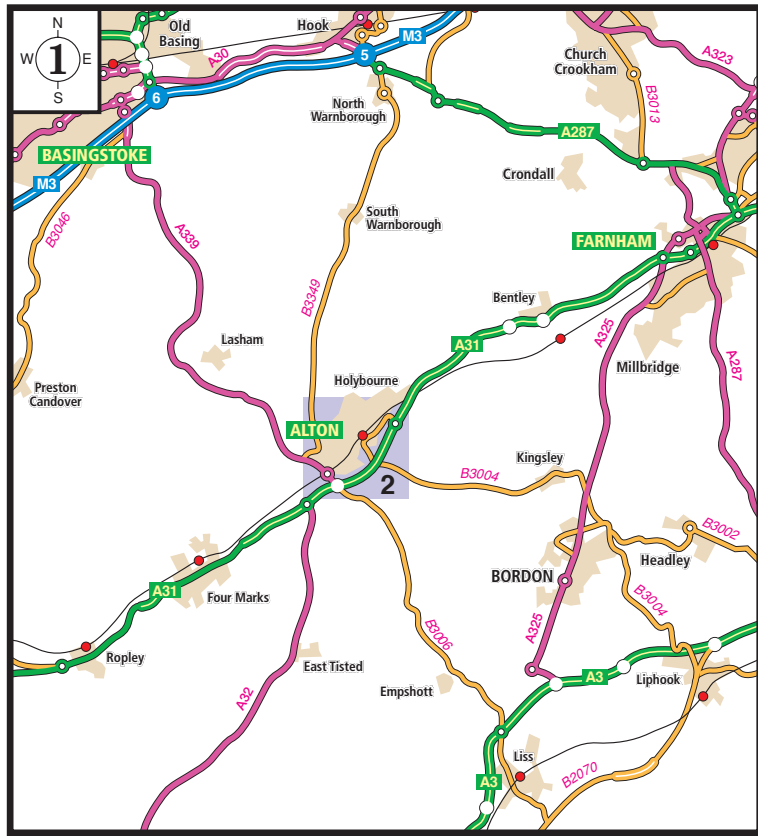 N
W 1 E
S
Old
Basing
Hook
A30
M3
5
6
Church
Crookham
A323
B3013
North
Warnborough
A287
BASINGSTOKE
M3
Crondall
B3046
A339
South
Warnborough
FARNHAM
B3349
Bentley
A31
A325
Lasham
Millbridge
A287
Preston
Candover
Holybourne
ALTON
2
B3004
Kingsley
B3002
Headley
BORDON
A31
Four Marks
B3004
A325
B3006
Ropley
East Tisted
A32
Empshott
A3
Liphook
Liss
B2070
A3